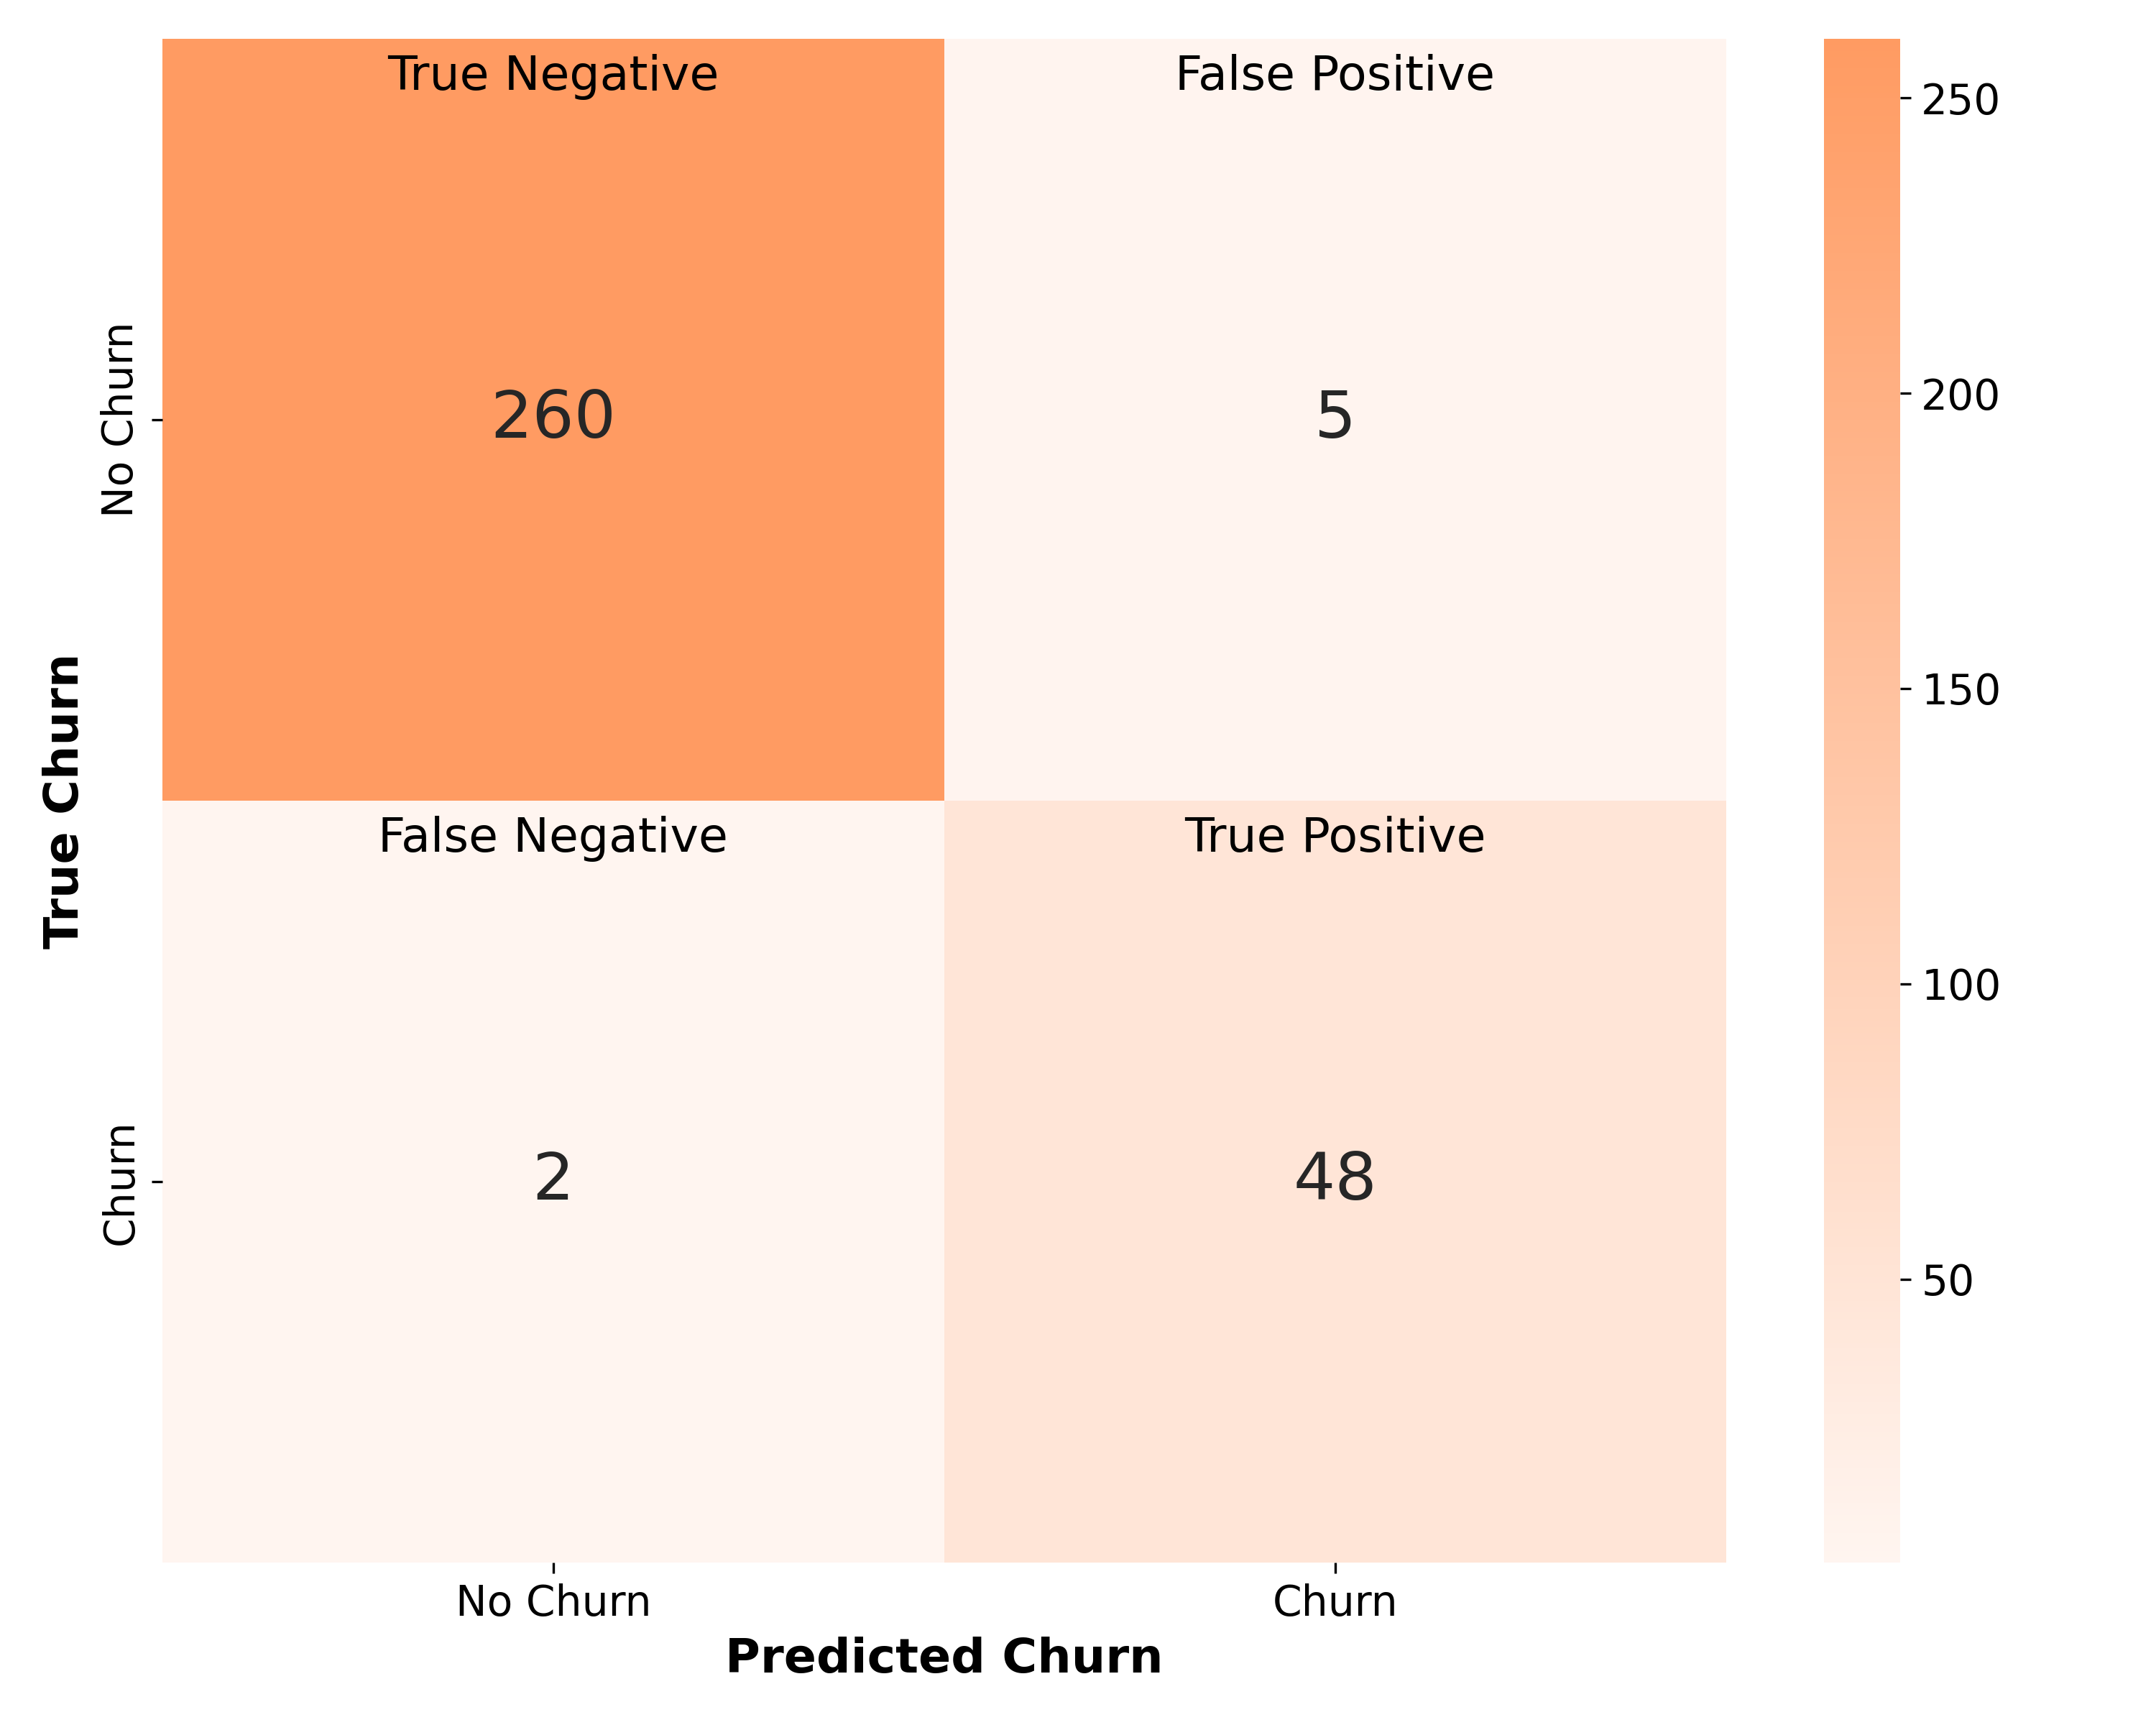 True Negative
False Positive
260
5
No Churn
True Churn
False Negative
True Positive
2
48
Churn
No Churn
Churn
Predicted Churn
250
200
150
100
50